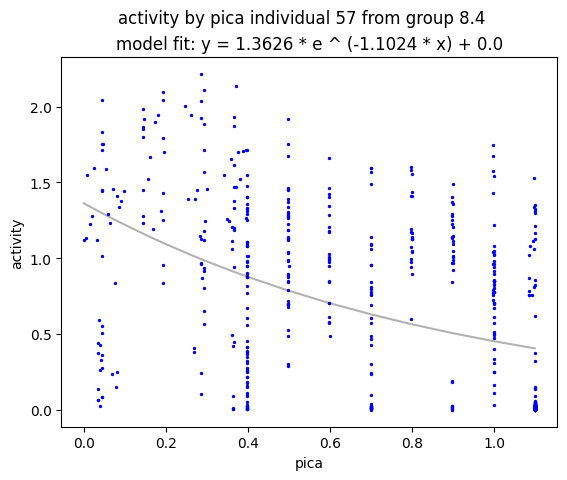 activity by pica individual 57 from group 8.4
model fit: y = 1.3626 * e ^ (-1.1024 * x) + 0.0
2.0
1.5
1.0
0.5
0.0
activity
0.0 0.2 0.4 0.6 0.8 1.0
pica